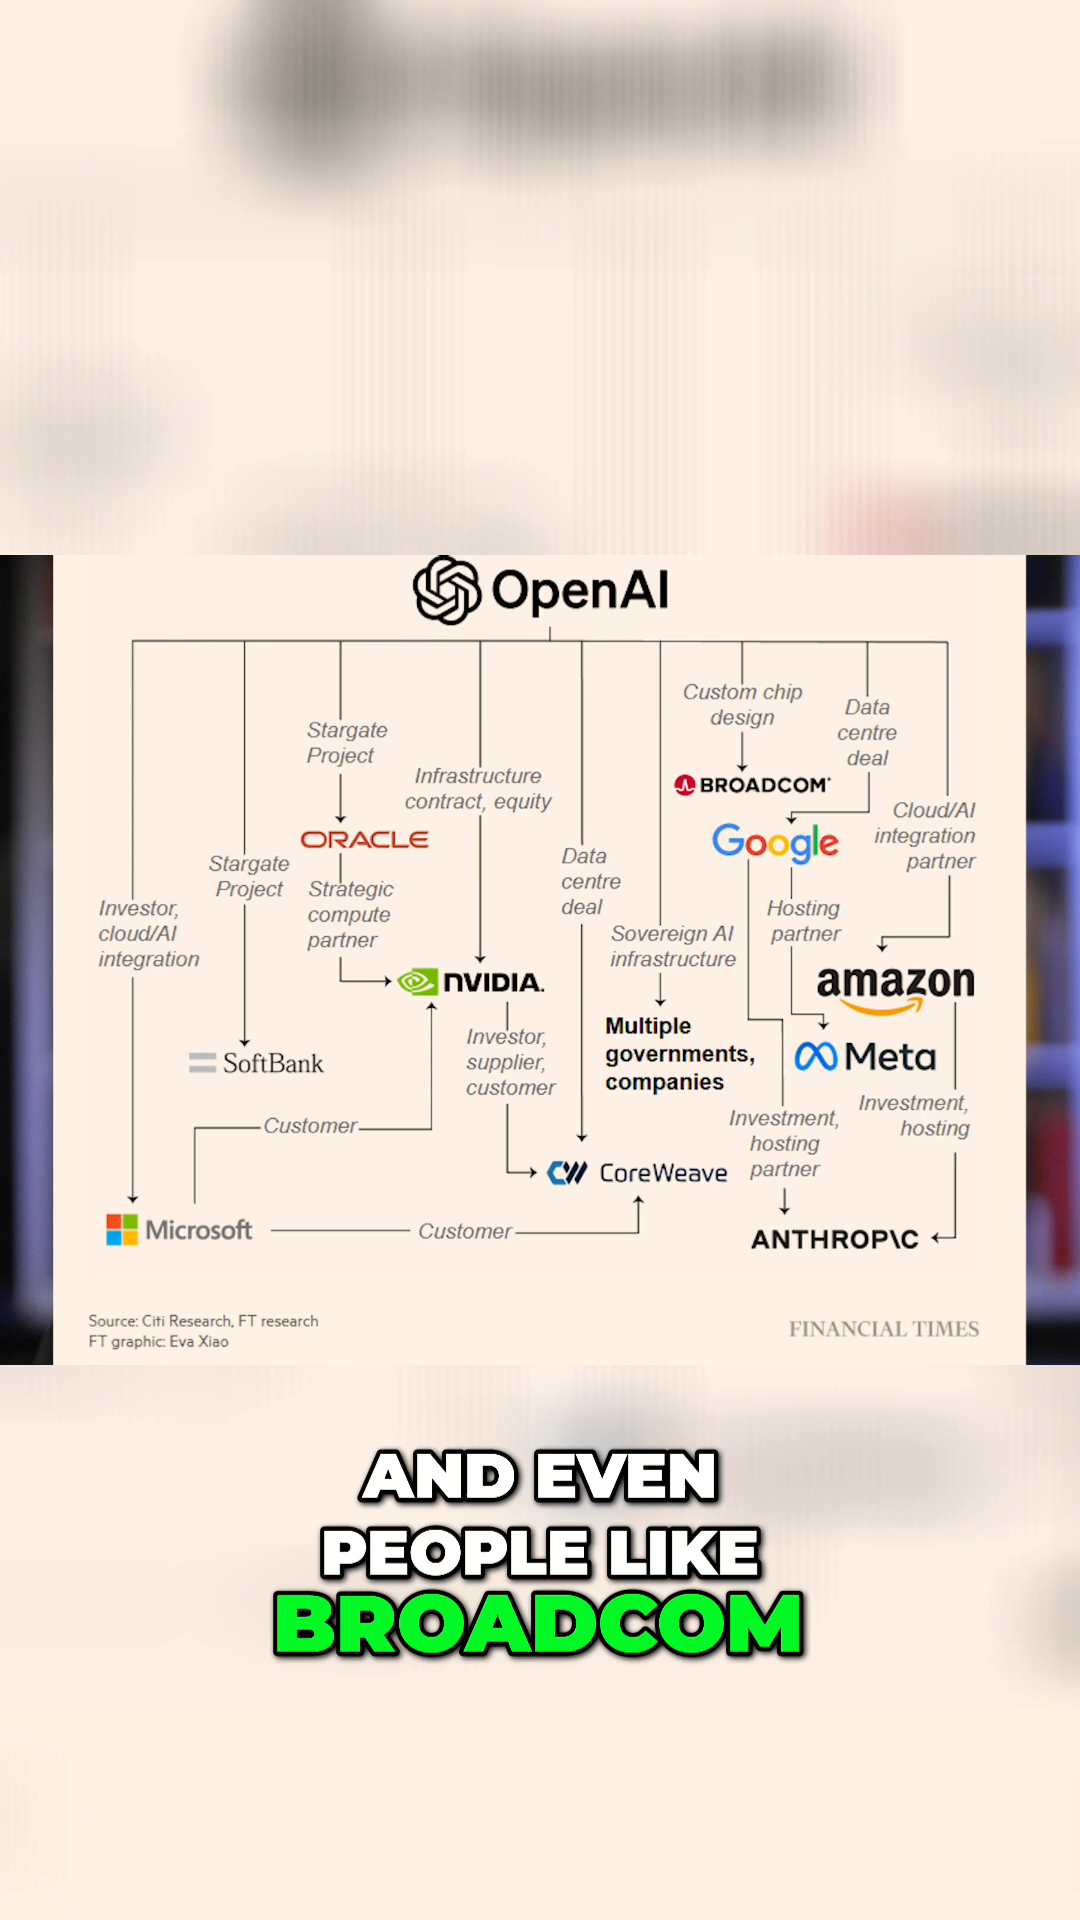 OpenAI
Custom chip
design
Data
centre
deal
Stargate
Project
Infrastructure
contract, equity
BROADCOM
Cloud/AI
integration
partner
ORACLE
Google
Stargate
Project
Data
centre
deal
Strategic
compute
partner
Investor,
cloud/AI
integration
Hosting
partner
Sovereign AI
infrastructure
amazon
NVIDIA.
Multiple
governments,
companies
Investor,
supplier,
customer
SoftBank
Meta
Investment,
hosting
Investment,
hosting
partner
Customer
CoreWeave
Microsoft
Customer
ANTHROP\C
Source: Citi Research, FT research
FT graphic: Eva Xiao
FINANCIAL TIMES
AND EVEN
PEOPLE LIKE
BROADCOM